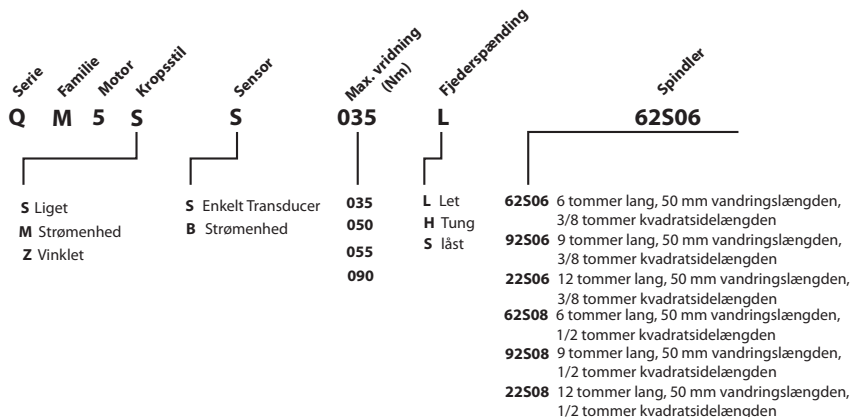 Serie Familie Motor Kropsstil Sensor Max. vridning (Nm) Fjederspænding Spindler
Q M 5 S S 035 L 62S06
S Liget
M Strømenhed
Z Vinklet
S Enkelt Transducer
B Strømenhed
035
050
055
090
L Let
H Tung
S låst
62S06 6 tommer lang, 50 mm vandringslængden,
3/8 tommer kvadratsidelængden
92S06 9 tommer lang, 50 mm vandringslængden,
3/8 tommer kvadratsidelængden
22S06 12 tommer lang, 50 mm vandringslængden,
3/8 tommer kvadratsidelængden
62S08 6 tommer lang, 50 mm vandringslængden,
1/2 tommer kvadratsidelængden
92S08 9 tommer lang, 50 mm vandringslængden,
1/2 tommer kvadratsidelængden
22S08 12 tommer lang, 50 mm vandringslængden,
1/2 tommer kvadratsidelængden